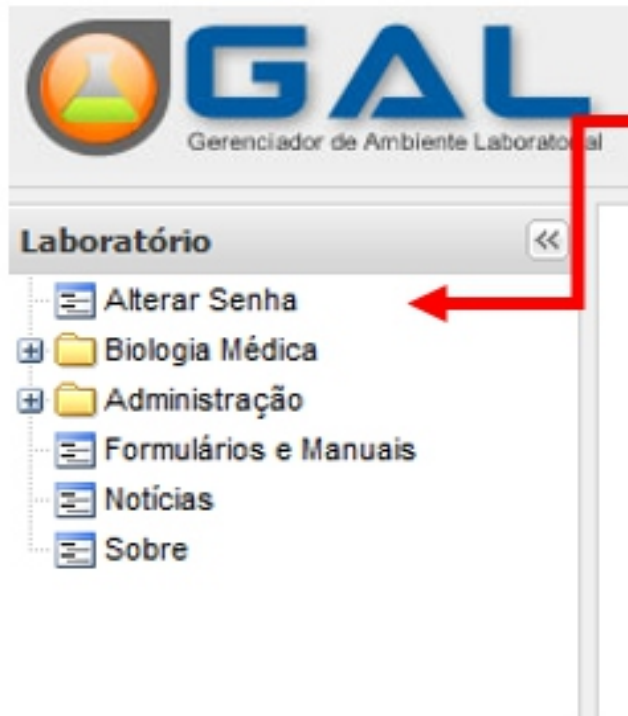 GAL
Gerenciador de Ambiente Laboratorial
Laboratório
Alterar Senha
Biologia Médica
Administração
Formulários e Manuais
Notícias
Sobre